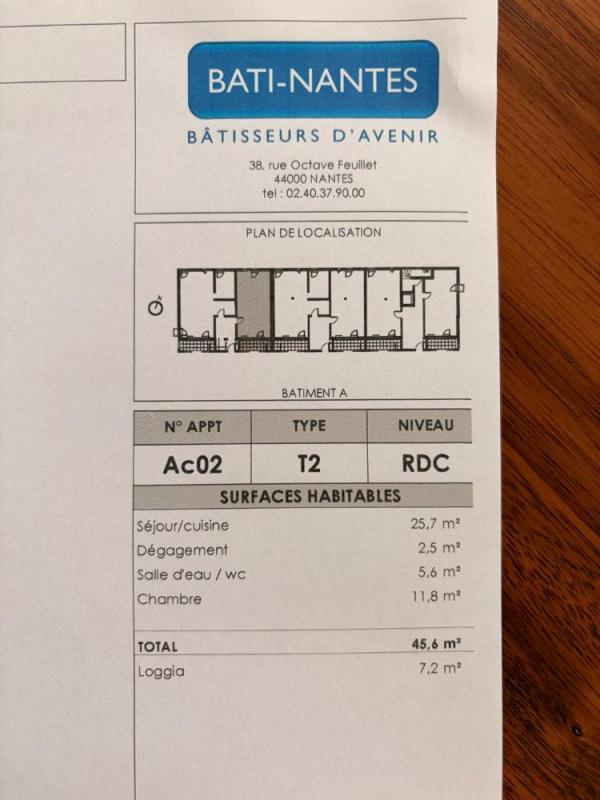 BATI-NANTES
BÂTISSEURS D'AVENIR
38, rue Octave Feuillet
44000 NANTES
tel : 02.40.37.90.00
PLAN DE LOCALISATION
BATIMENT A
N° APPT TYPE NIVEAU
Ac02 T2 RDC
SURFACES HABITABLES
Séjour/cuisine 25,7 m²
Dégagement 2,5 m²
Salle d'eau / wc 5,6 m²
Chambre 11,8 m²
TOTAL 45,6 m²
Loggia 7,2 m²